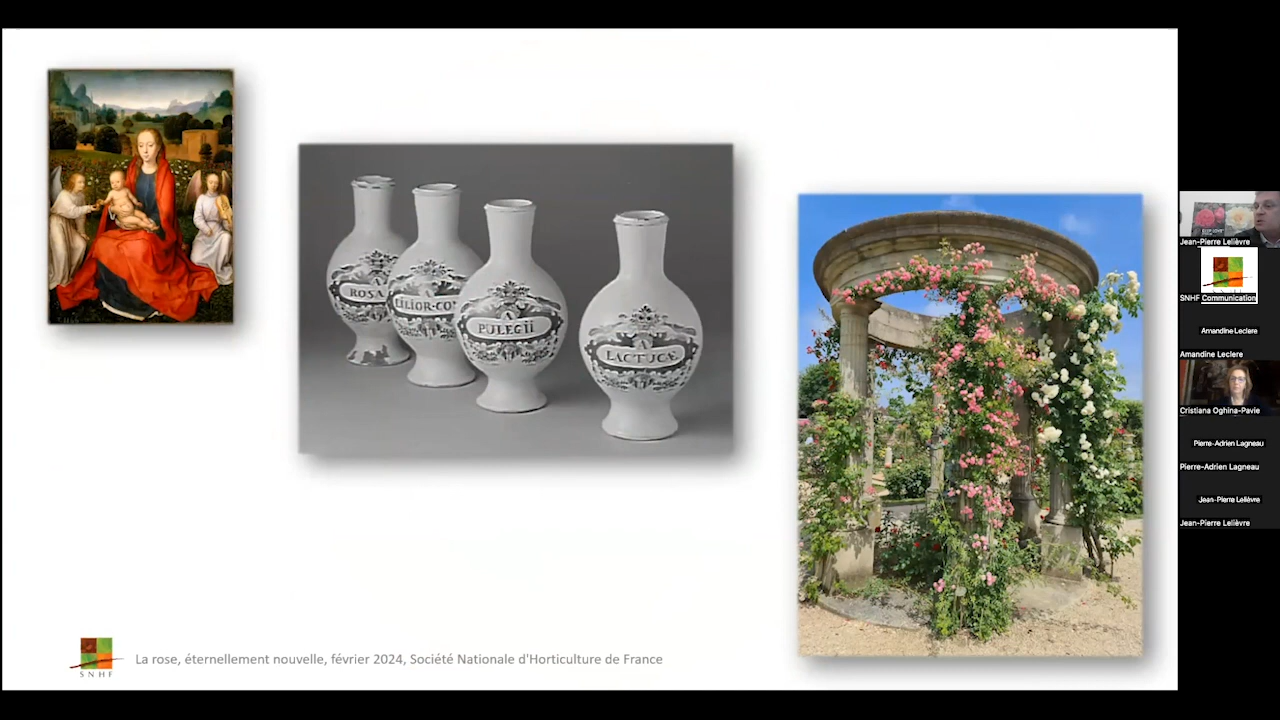 A
ROSA
A
LILIOR-CON
A
PULEGII
A
LACTUCÆ
La rose, éternellement nouvelle, février 2024, Société Nationale d'Horticulture de France
SNHF
Jean-Pierre Lelièvre
SNHF Communication
Amandine Leclere
Amandine Leclere
Cristiana Oghina-Pavie
Pierre-Adrien Lagneau
Pierre-Adrien Lagneau
Jean-Pierre Lelièvre
Jean-Pierre Lelièvre